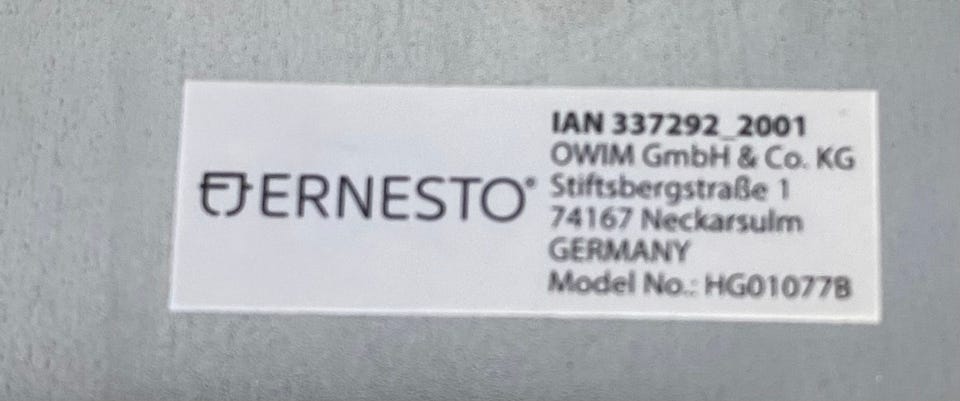 ERNESTO®
IAN 337292_2001
OWIM GmbH & Co. KG
Stiftsbergstraße 1
74167 Neckarsulm
GERMANY
Model No.: HG01077B